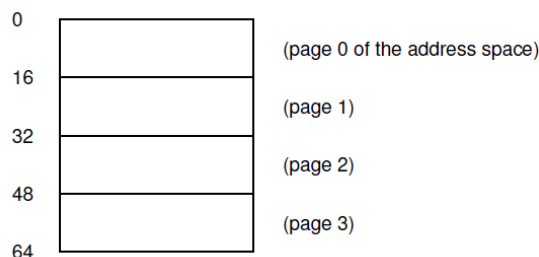 0
(page 0 of the address space)
16
(page 1)
32
(page 2)
48
(page 3)
64